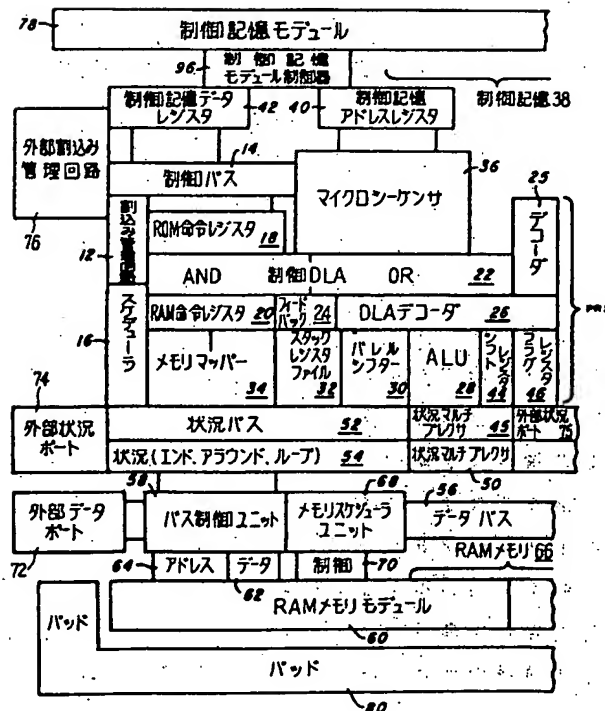 78
制御記憶モジュール
96
制御記憶
モジュール制御器
制御記憶データ
レジスタ
42
40
制御記憶
アドレスレジスタ
制御記憶38
外部割込み
管理回路
76
14
制御バス
36
マイクロシーケンサ
25
デコーダ
12
ROM命令レジスタ
18
AND 制御DLA OR
22
16
スケデューラ
RAM命令レジスタ
20
フィード
バック
24
DLAデコーダ
26
メモリマッパー
34
スタック
レジスタ
ファイル
32
バレル
シフター
30
ALU
28
シフト
レジスタ
44
フラグ
レジスタ
46
74
外部状況
ポート
状況バス
52
状況マルチ
プレクサ
45
外部状況
ポート
75
状況(エンド、アラウンド、ループ)
54
状況マルチプレクサ
50
58
68
56
外部データ
ポート
72
バス制御ユニット
メモリスケジューラ
ユニット
データバス
64
アドレス
データ
62
制御
70
RAMメモリ66
RAMメモリモジュール
60
パッド
パッド
80